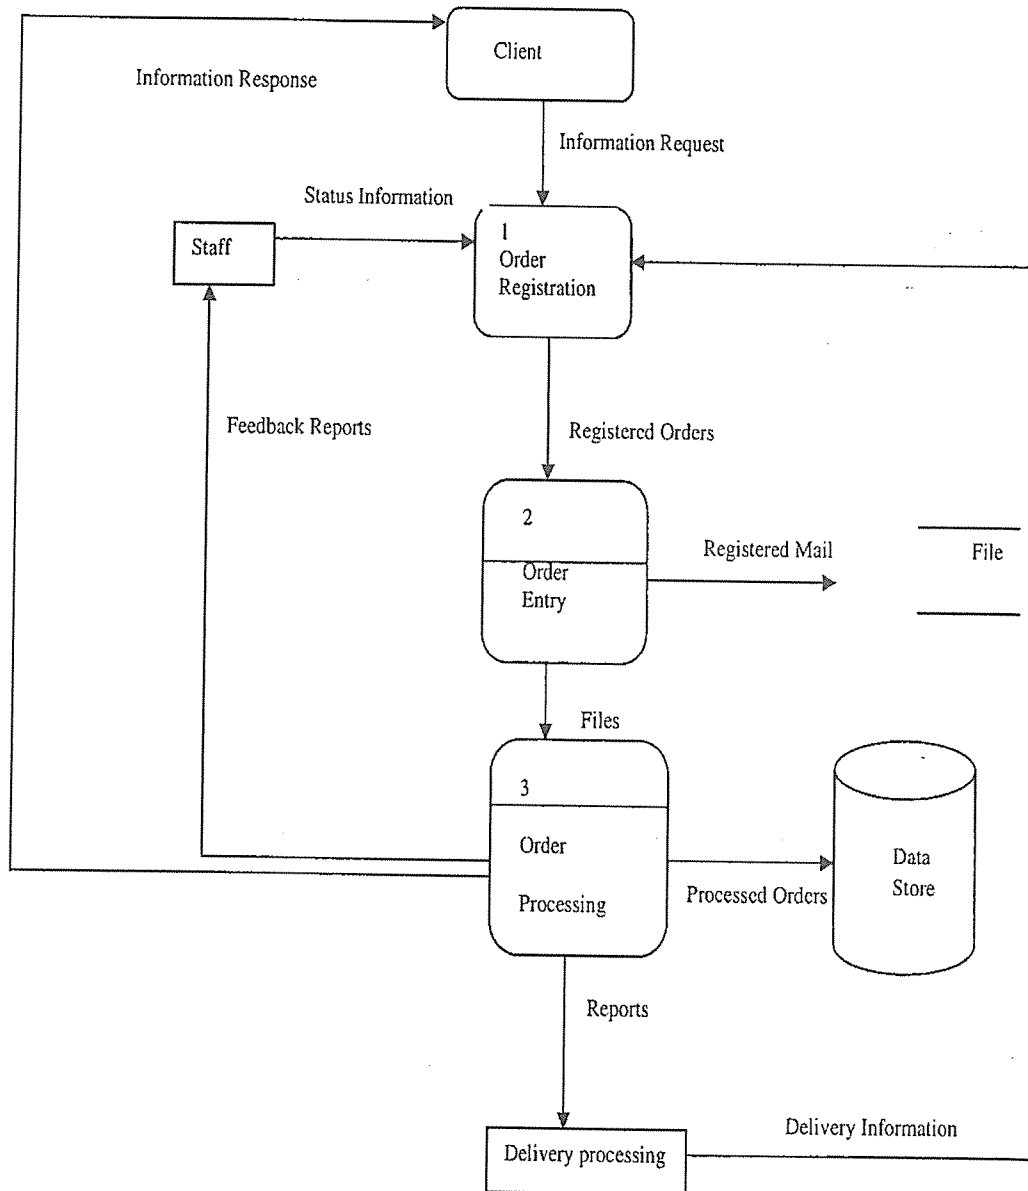 Client
Information Response
Information Request
Status Information
Staff
1
Order
Registration
Feedback Reports
Registered Orders
2
Registered Mail
File
Order
Entry
Files
3
Order
Processing
Data
Store
Processed Orders
Reports
Delivery Information
Delivery processing